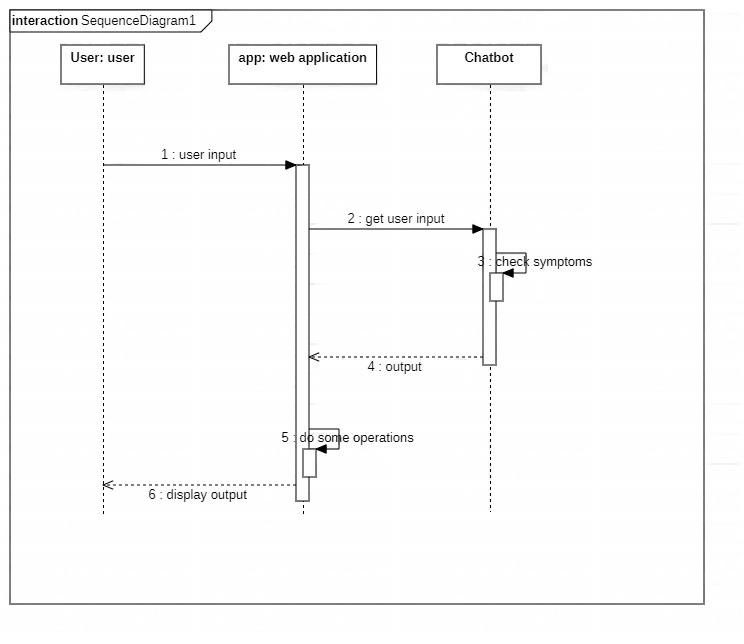 interaction SequenceDiagram1
User: user
app: web application
Chatbot
1 : user input
2 : get user input
3 : check symptoms
4 : output
5 : do some operations
6 : display output